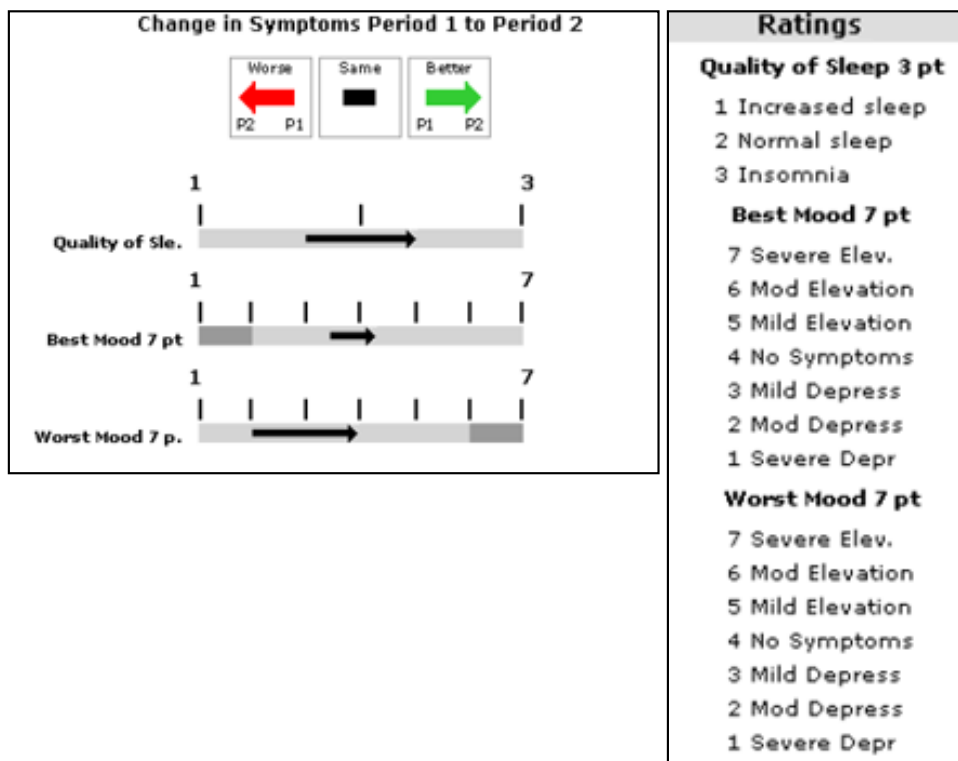 Change in Symptoms Period 1 to Period 2
Worse Same Better
P2 P1 P1 P2
1 3
Quality of Sle.
1 7
Best Mood 7 pt
1 7
Worst Mood 7 p.
Ratings
Quality of Sleep 3 pt
1 Increased sleep
2 Normal sleep
3 Insomnia
Best Mood 7 pt
7 Severe Elev.
6 Mod Elevation
5 Mild Elevation
4 No Symptoms
3 Mild Depress
2 Mod Depress
1 Severe Depr
Worst Mood 7 pt
7 Severe Elev.
6 Mod Elevation
5 Mild Elevation
4 No Symptoms
3 Mild Depress
2 Mod Depress
1 Severe Depr